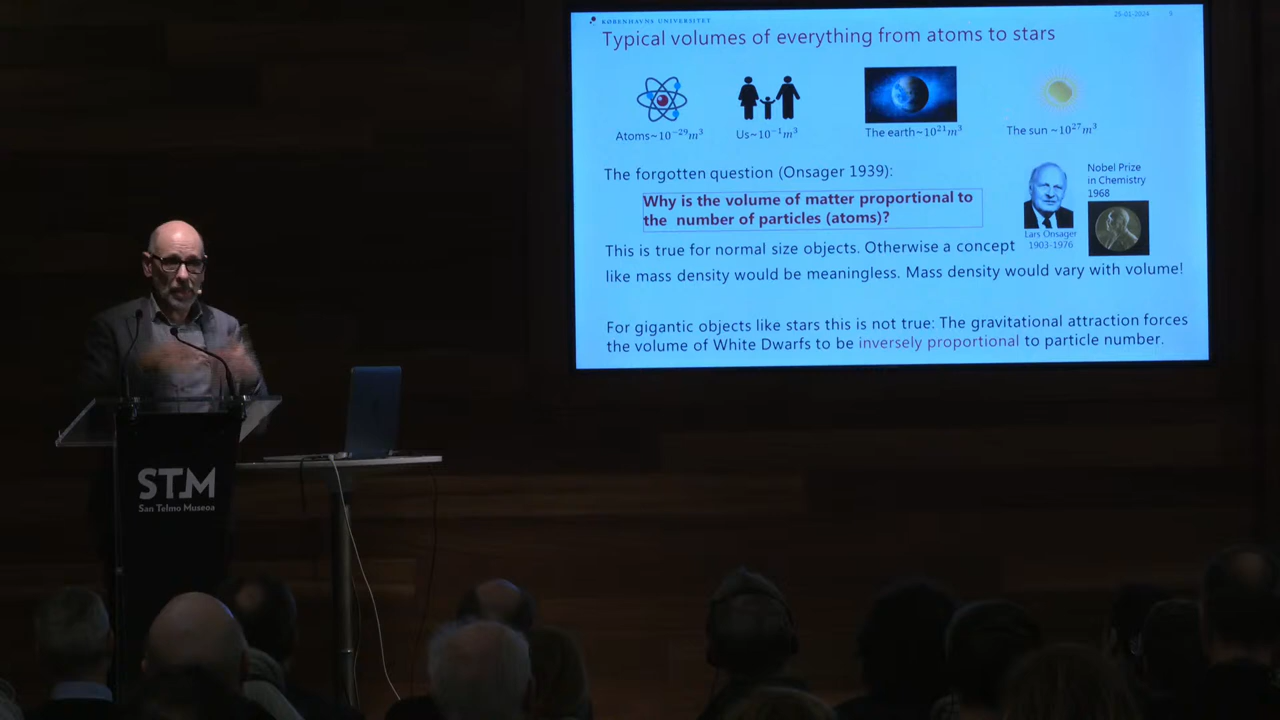 KØBENHAVNS UNIVERSITET
25-01-2024
Typical volumes of everything from atoms to stars
Atoms~10⁻²⁹m³
Us~10⁻¹m³
The earth~10²¹m³
The sun ~10²⁷m³
The forgotten question (Onsager 1939):
Why is the volume of matter proportional to
the number of particles (atoms)?
Nobel Prize
in Chemistry
1968
Lars Onsager
1903-1976
This is true for normal size objects. Otherwise a concept
like mass density would be meaningless. Mass density would vary with volume!
For gigantic objects like stars this is not true: The gravitational attraction forces
the volume of White Dwarfs to be inversely proportional to particle number.
STM
San Telmo Museoa